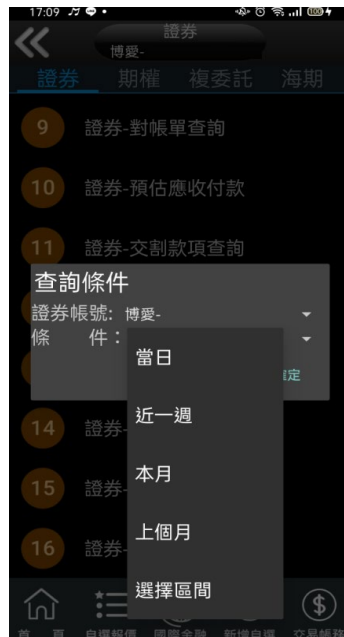 17:09
證券
博愛-
證券 期權 複委託 海期
9 證券-對帳單查詢
10 證券-預估應收付款
11 證券-交割款項查詢
查詢條件
證券帳號: 博愛-
條 件：
當日
確定
近一週
14 證券-
本月
15 證券-
上個月
16 證券-
選擇區間
首 頁 自選報價 國際金融 新增自選 交易帳務